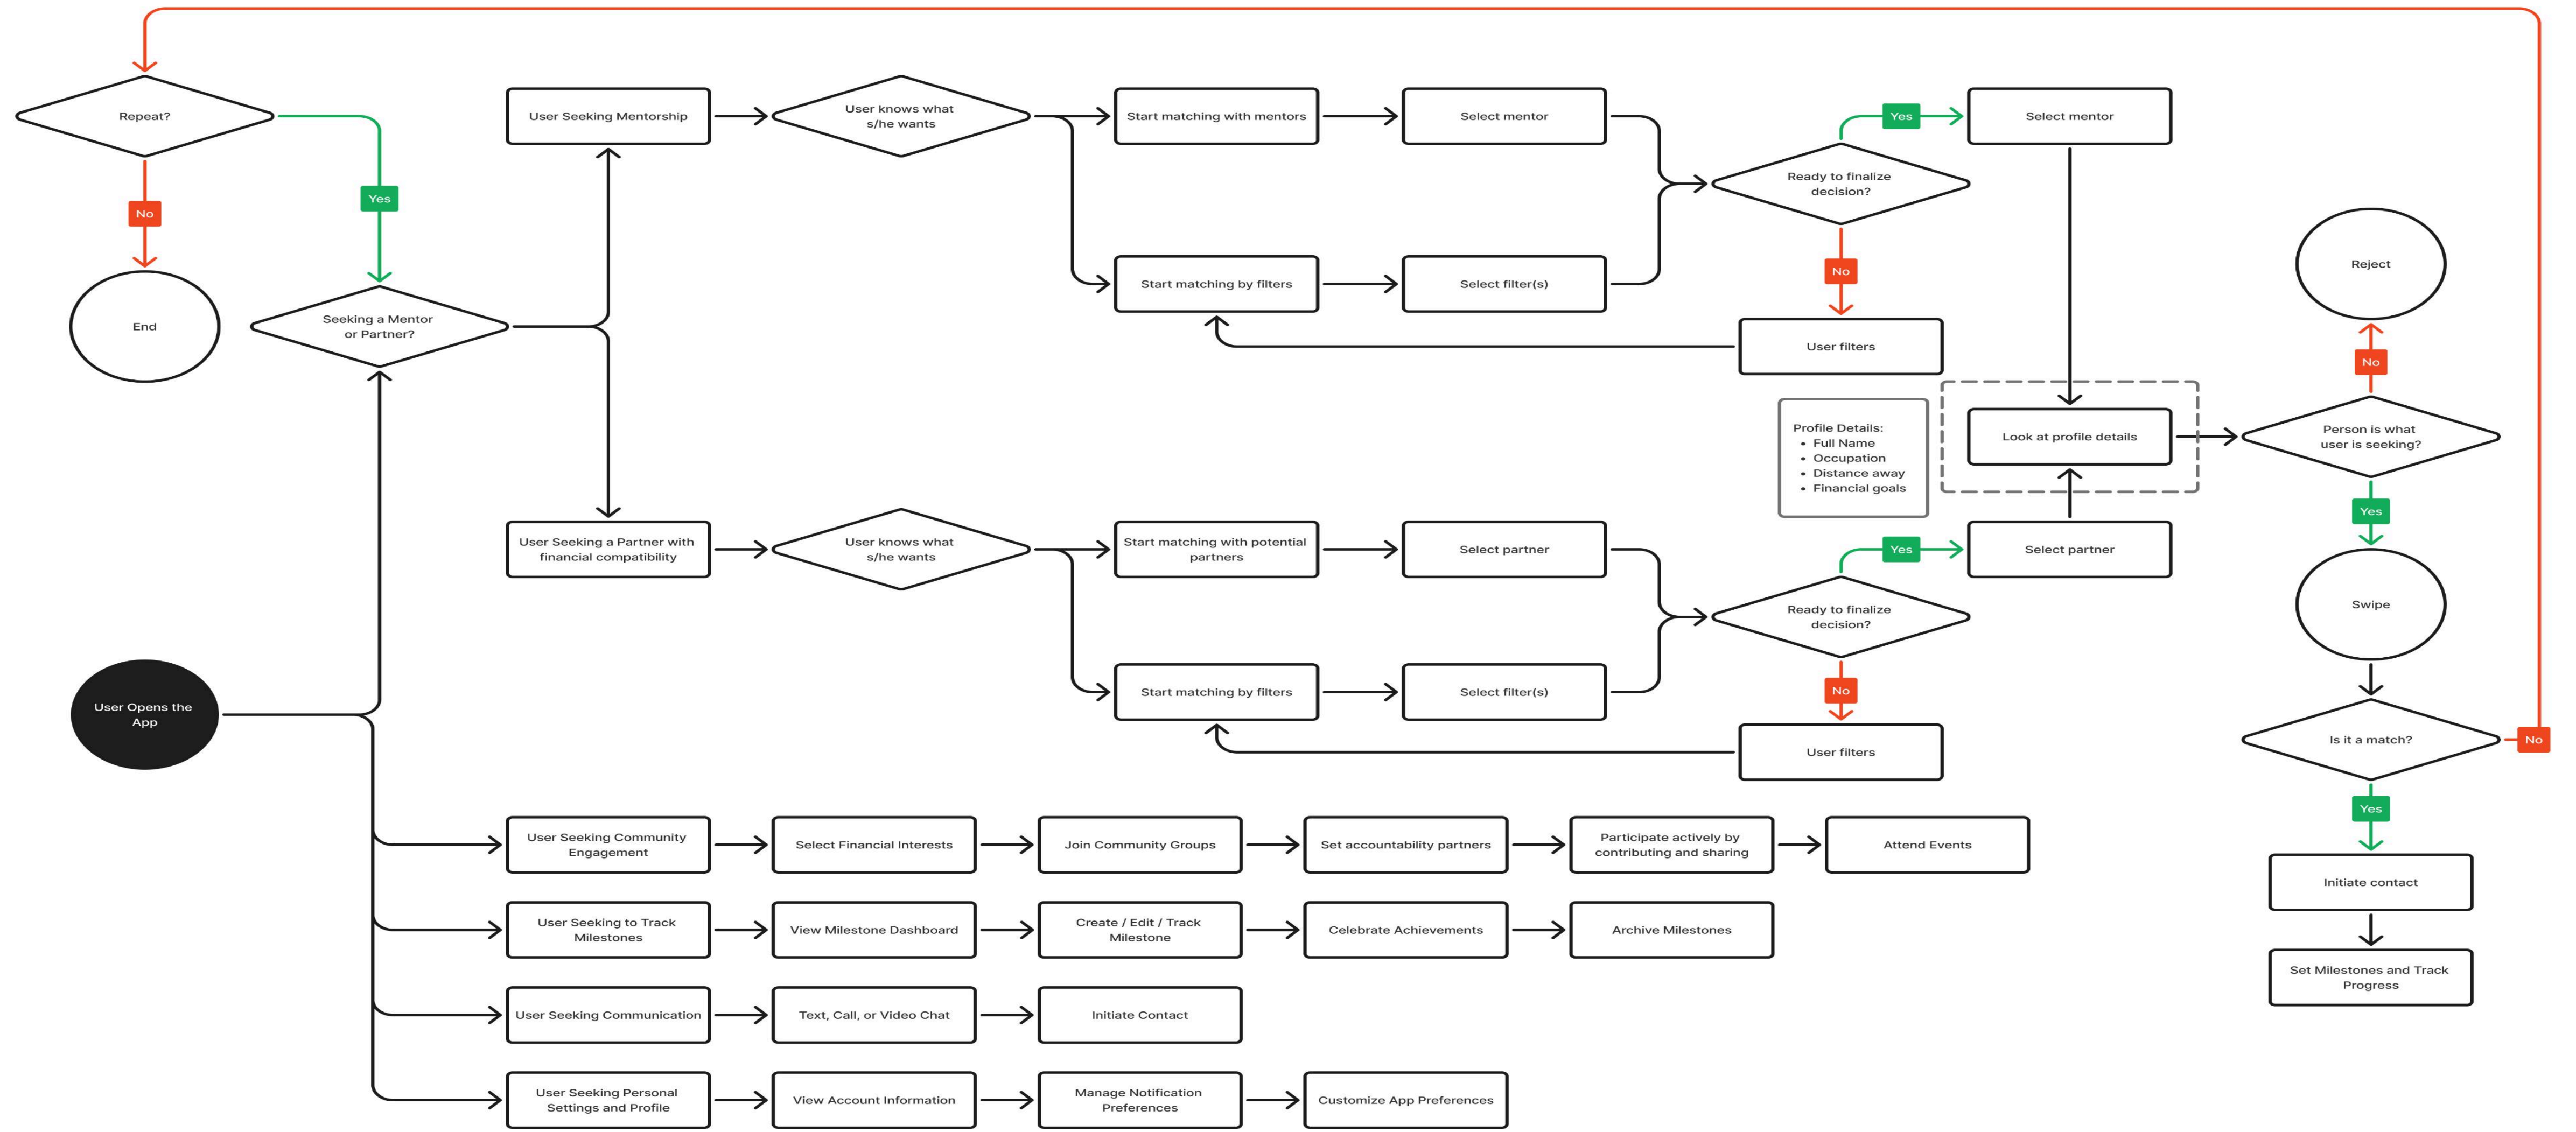 Repeat?
User Seeking Mentorship
User knows what
s/he wants
Start matching with mentors
Select mentor
Yes
Select mentor
Yes
Ready to finalize
decision?
No
No
End
Seeking a Mentor
or Partner?
Start matching by filters
Select filter(s)
User filters
Reject
No
Profile Details:
• Full Name
• Occupation
• Distance away
• Financial goals
Look at profile details
Person is what
user is seeking?
Yes
User Seeking a Partner with
financial compatibility
User knows what
s/he wants
Start matching with potential
partners
Select partner
Yes
Select partner
Ready to finalize
decision?
Swipe
Start matching by filters
Select filter(s)
No
User Opens the
App
User filters
Is it a match?
No
Yes
User Seeking Community
Engagement
Select Financial Interests
Join Community Groups
Set accountability partners
Participate actively by
contributing and sharing
Attend Events
Initiate contact
User Seeking to Track
Milestones
View Milestone Dashboard
Create / Edit / Track
Milestone
Celebrate Achievements
Archive Milestones
Set Milestones and Track
Progress
User Seeking Communication
Text, Call, or Video Chat
Initiate Contact
User Seeking Personal
Settings and Profile
View Account Information
Manage Notification
Preferences
Customize App Preferences